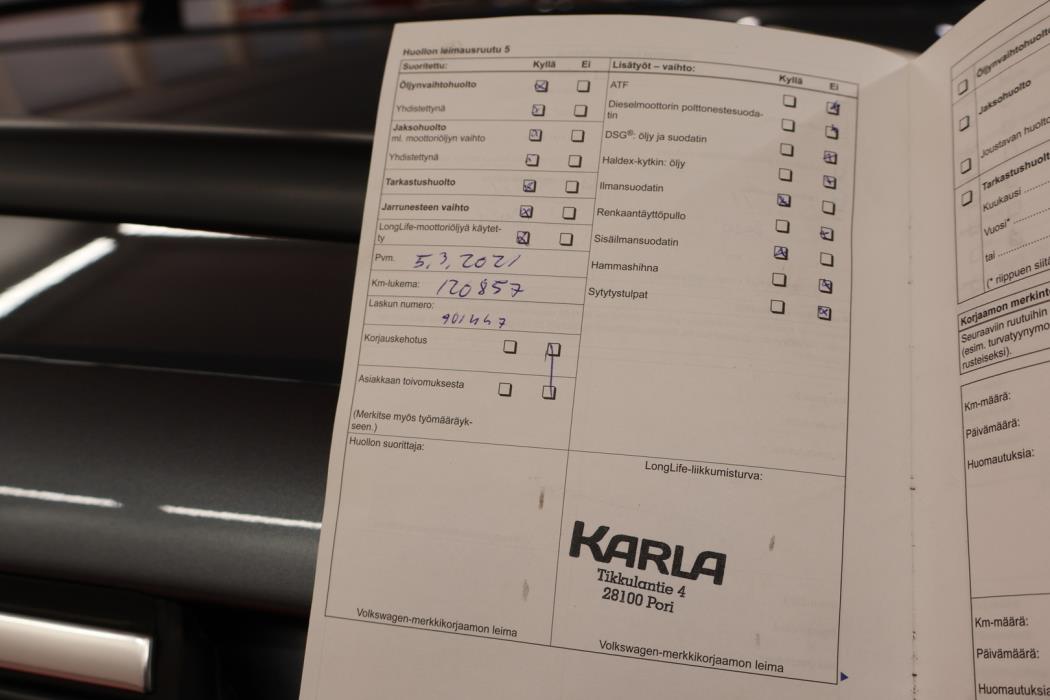 Huollon leimausruutu 5
Suoritettu: Kyllä Ei
Öljynvaihtohuolto
Yhdistettynä
Jaksohuolto
ml. moottoriöljyn vaihto
Yhdistettynä
Tarkastushuolto
Jarrunesteen vaihto
LongLife-moottoriöljyä käytet-
ty
Pvm. 5.3.2021
Km-lukema: 120857
Laskun numero:
901447
Korjauskehotus
Asiakkaan toivomuksesta
(Merkitse myös työmääräyk-
seen.)
Huollon suorittaja:
Volkswagen-merkkikorjaamon leima
Lisätyöt – vaihto: Kyllä Ei
ATF
Dieselmoottorin polttonestesuoda-
tin
DSG®: öljy ja suodatin
Haldex-kytkin: öljy
Ilmansuodatin
Renkaantäyttöpullo
Sisäilmansuodatin
Hammashihna
Sytytystulpat
LongLife-liikkumisturva:
KARLA
Tikkulantie 4
28100 Pori
Volkswagen-merkkikorjaamon leima
Öljynvaihtohuolto
Jaksohuolto
Joustavan huolto
Tarkastushuolt
Kuukausi
Vuosi*
tai
(* riippuen siitä
Korjaamon merkint
Seuraaviin ruutuihin
(esim. turvatyynymo
rusteiseksi).
Km-määrä:
Päivämäärä:
Huomautuksia:
Km-määrä:
Päivämäärä:
Huomautuksia